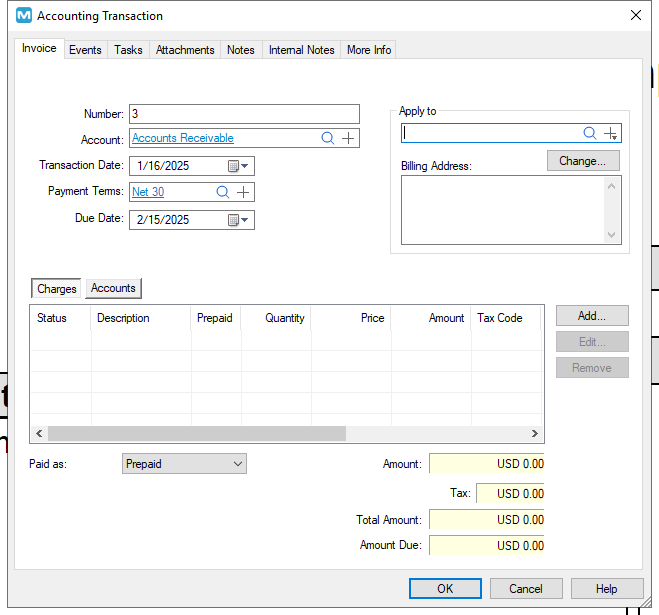 M Accounting Transaction
Invoice Events Tasks Attachments Notes Internal Notes More Info
Number: 3
Account: Accounts Receivable
Transaction Date: 1/16/2025
Payment Terms: Net 30
Due Date: 2/15/2025
Apply to
Billing Address: Change...
Charges Accounts
Status Description Prepaid Quantity Price Amount Tax Code
Add...
Edit...
Remove
Paid as: Prepaid
Amount: USD 0.00
Tax: USD 0.00
Total Amount: USD 0.00
Amount Due: USD 0.00
OK Cancel Help